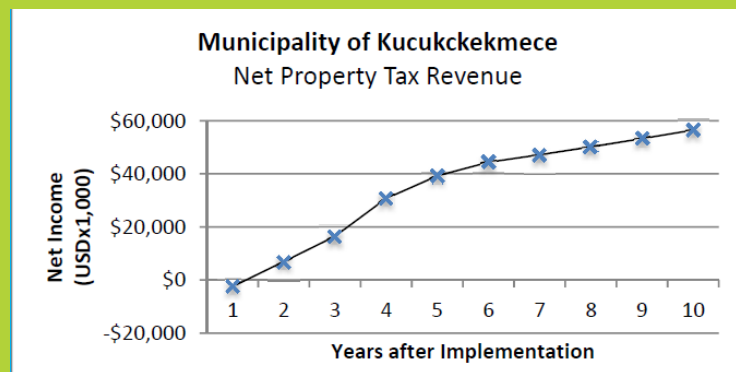 Municipality of Kucukckekmece
Net Property Tax Revenue
Net Income
(USDx1,000)
$60,000
$40,000
$20,000
$0
-$20,000
1 2 3 4 5 6 7 8 9 10
Years after Implementation